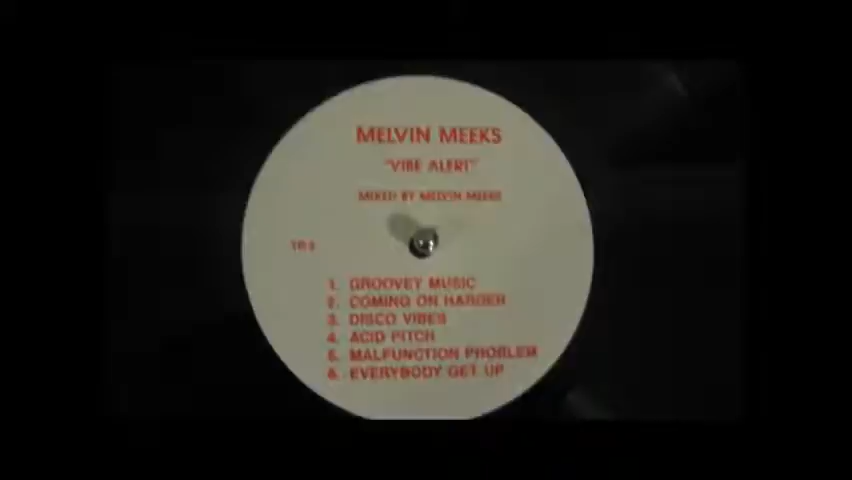 MELVIN MEEKS
"VIBE ALERT"
MIXED BY MELVIN MEEKS
1. GROOVEY MUSIC
2. COMING ON HARDER
3. DISCO VIBES
4. ACID PITCH
5. MALFUNCTION PROBLEM
6. EVERYBODY GET UP